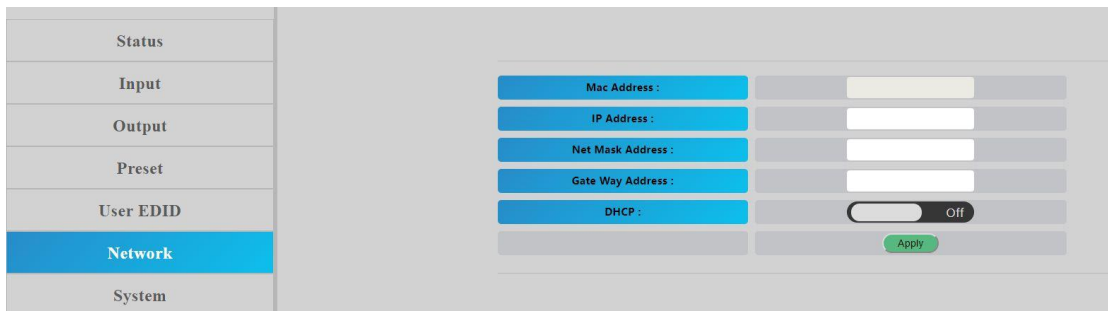 Status
Input
Output
Preset
User EDID
Network
System
Mac Address :
IP Address :
Net Mask Address :
Gate Way Address :
DHCP :
Off
Apply